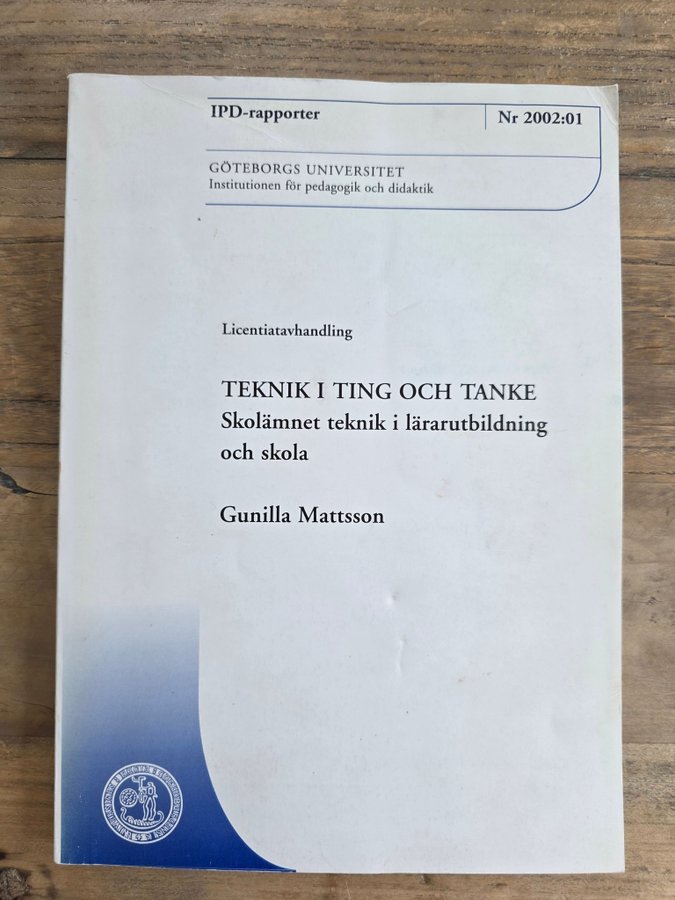 IPD-rapporter
Nr 2002:01
GÖTEBORGS UNIVERSITET
Institutionen för pedagogik och didaktik
Licentiatavhandling
TEKNIK I TING OCH TANKE
Skolämnet teknik i lärarutbildning
och skola
Gunilla Mattsson